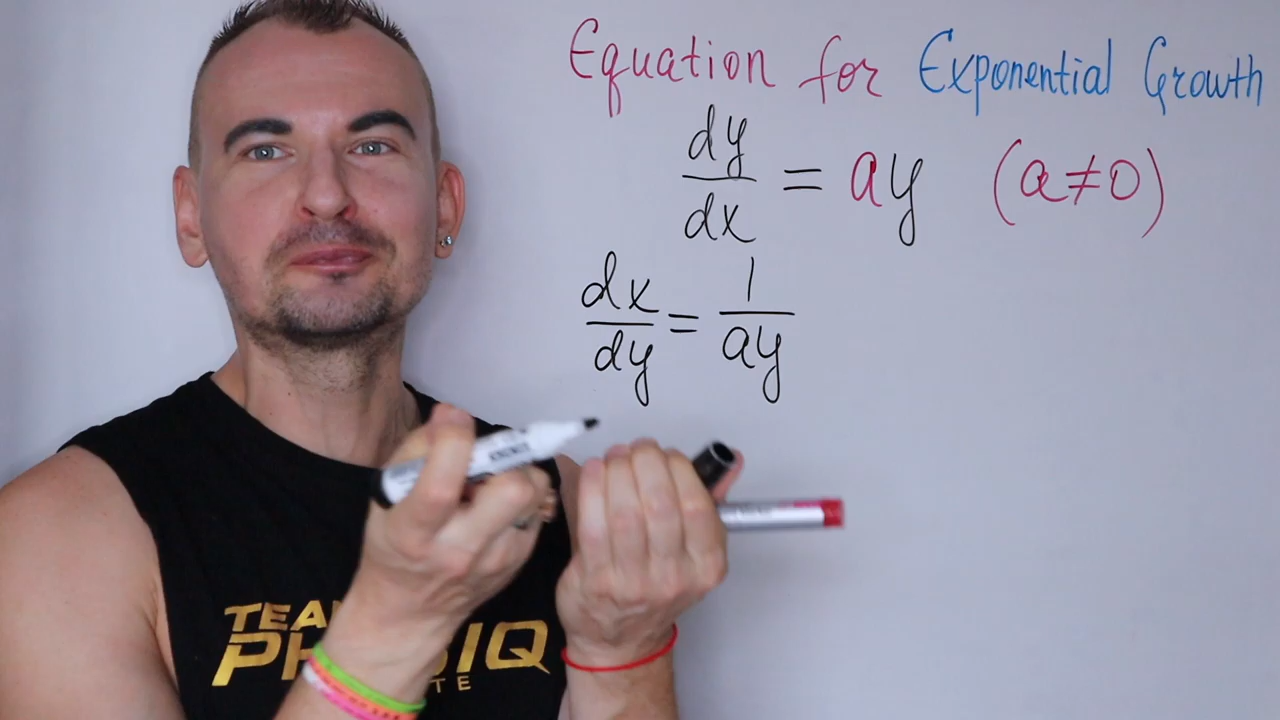 Equation for Exponential Growth
dy/dx = ay (a≠0)
dx/dy = 1/ay